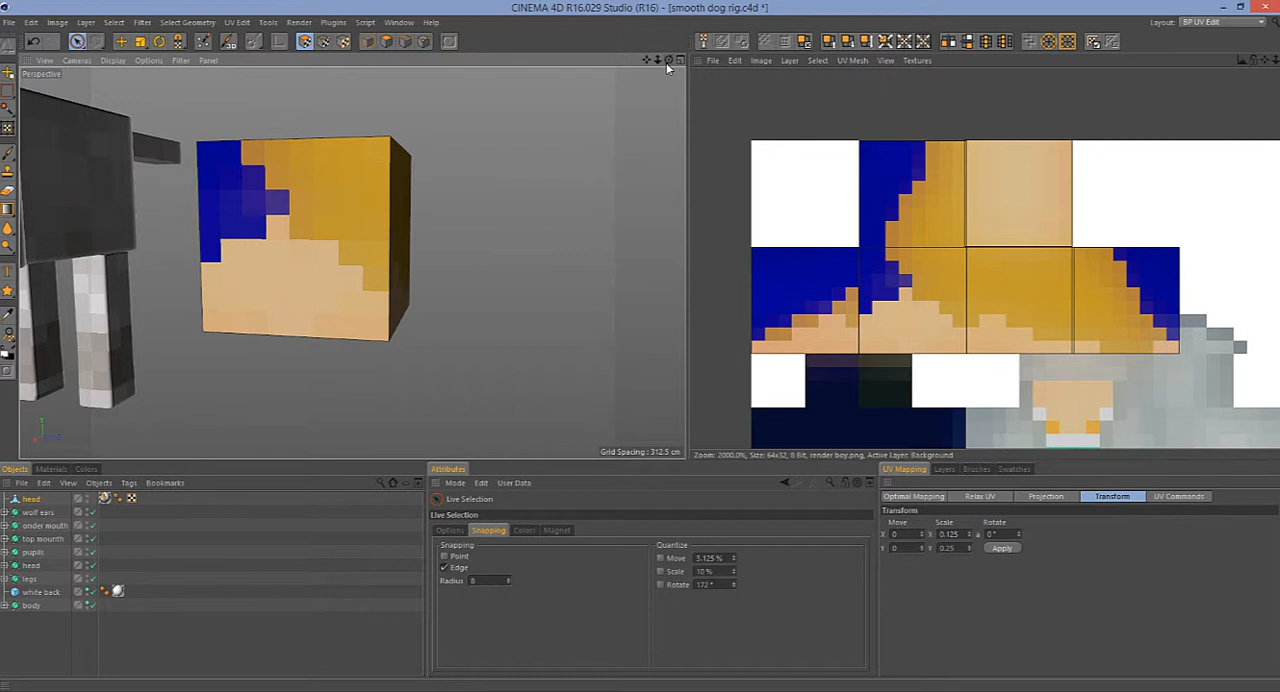 CINEMA 4D R16.029 Studio (R16) - [smooth dog rig.c4d *]
File Edit Image Layer Select Filter Select Geometry UV Edit Tools Render Plugins Script Window Help
Layout: BP UV Edit
View Cameras Display Options Filter Panel
File Edit Image Layer Select UV Mesh View Textures
Perspective
Grid Spacing : 312.5 cm
Zoom: 2000.0%, Size: 64x32, 8 Bit, render boy.png, Active Layer: Background
Objects Materials Colors
Attributes
UV Mapping Layers Brushes Swatches
File Edit View Objects Tags Bookmarks
Mode Edit User Data
Optimal Mapping Relax UV Projection Transform UV Commands
head
wolf ears
onder mouth
top mounth
pupils
head
legs
white back
body
Live Selection
Live Selection
Options Snapping Colors Magnet
Snapping
Point
Edge
Radius 8
Quantize
Move 3.125 %
Scale 10 %
Rotate 172 °
Transform
Move Scale Rotate
X 0 X 0.125 a 0 °
Y 0 Y 0.25 Apply